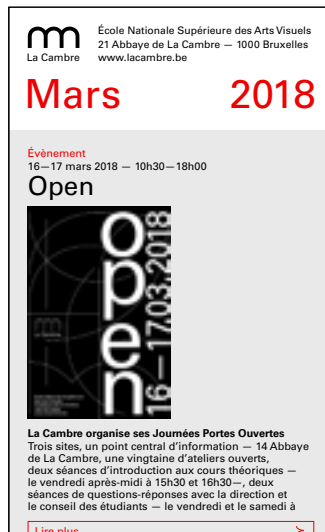 École Nationale Supérieure des Arts Visuels
21 Abbaye de La Cambre — 1000 Bruxelles
La Cambre www.lacambre.be
Mars 2018
Évènement
16—17 mars 2018 — 10h30—18h00
Open
open
16 — 17.03.2018
La Cambre organise ses Journées Portes Ouvertes
Trois sites, un point central d’information — 14 Abbaye
de La Cambre, une vingtaine d’ateliers ouverts,
deux séances d’introduction aux cours théoriques —
le vendredi après-midi à 15h30 et 16h30—, deux
séances de questions-réponses avec la direction et
le conseil des étudiants — le vendredi et le samedi à
Lire plus